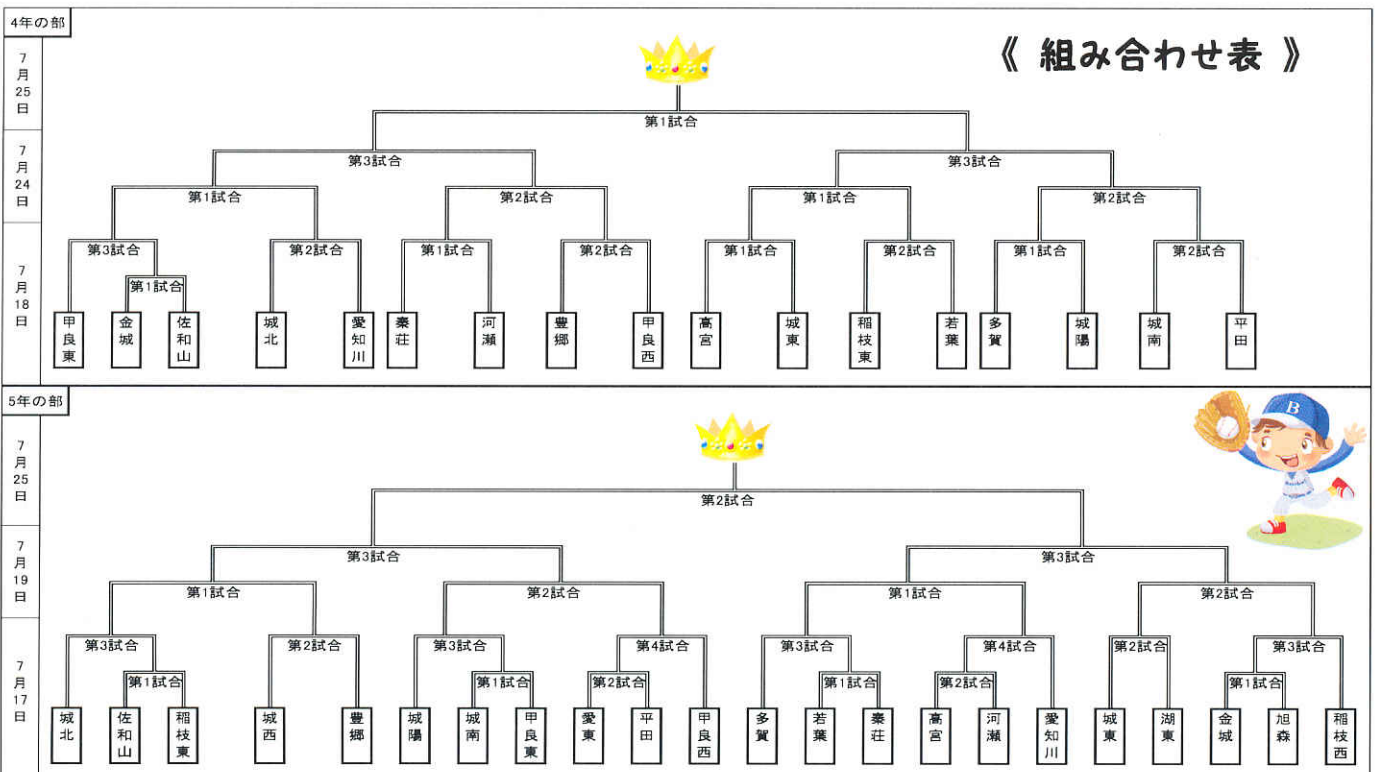 4年の部
《 組み合わせ表 》
7月25日
第1試合
7月24日
第3試合
第3試合
第1試合
第2試合
第1試合
第2試合
7月18日
第3試合
第2試合
第1試合
第2試合
第1試合
第2試合
第1試合
第2試合
第1試合
甲良東
金城
佐和山
城北
愛知川
秦荘
河瀬
豊郷
甲良西
高宮
城東
稲枝東
若葉
多賀
城陽
城南
平田
5年の部
B
7月25日
第2試合
7月19日
第3試合
第3試合
第1試合
第2試合
第1試合
第2試合
7月17日
第3試合
第2試合
第3試合
第4試合
第3試合
第4試合
第2試合
第3試合
第1試合
第1試合
第2試合
第1試合
第2試合
第1試合
城北
佐和山
稲枝東
城西
豊郷
城陽
城南
甲良東
愛東
平田
甲良西
多賀
若葉
秦荘
高宮
河瀬
愛知川
城東
湖東
金城
旭森
稲枝西